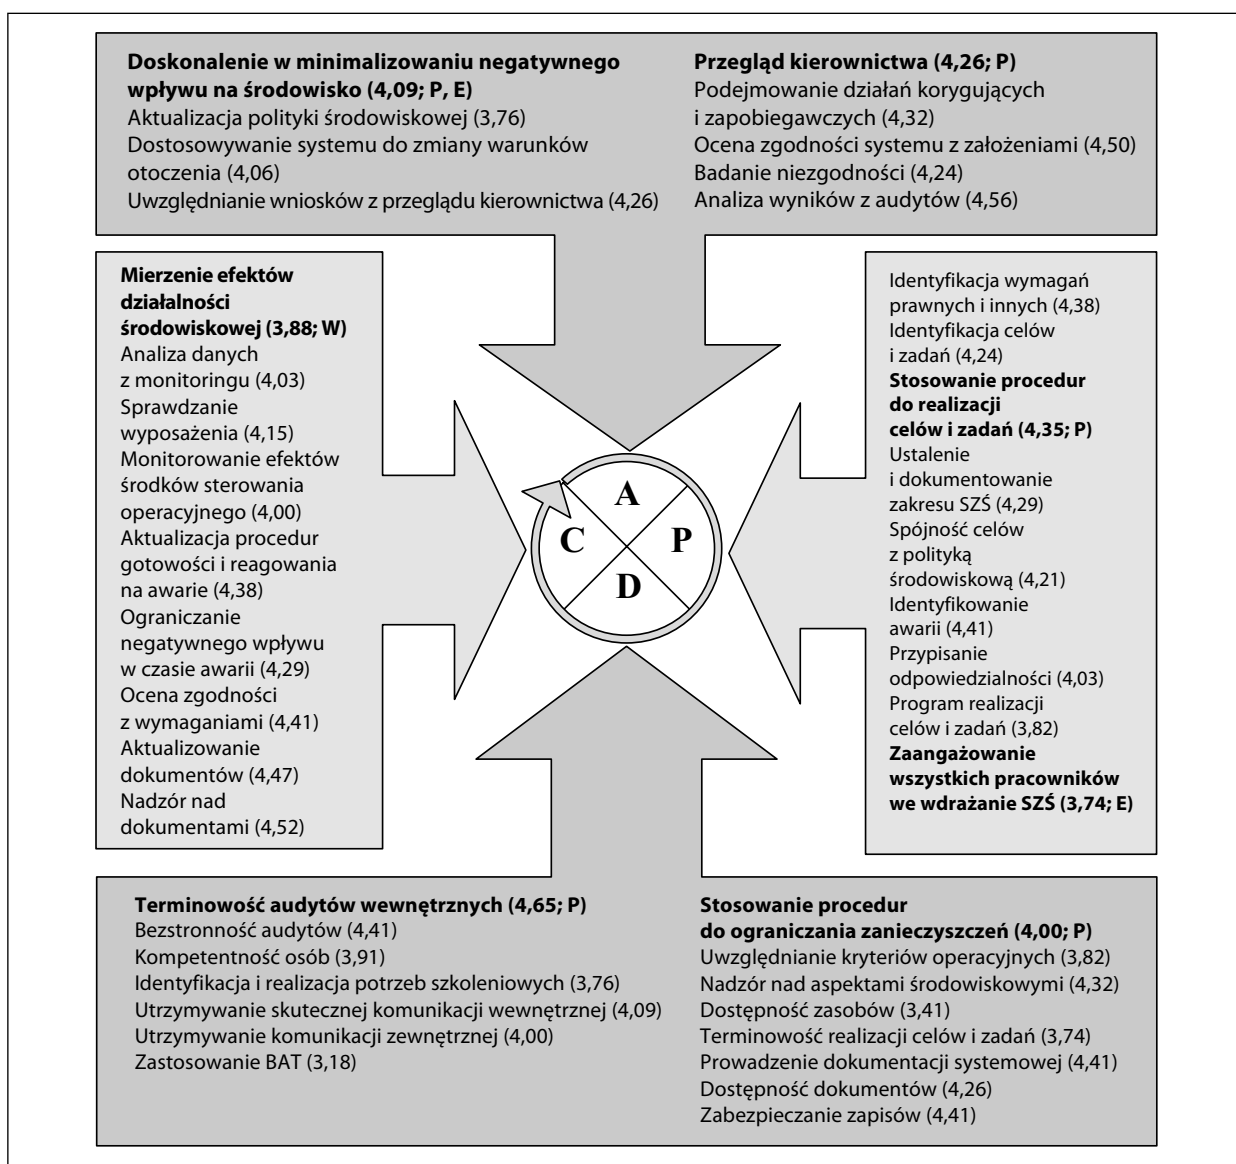 Doskonalenie w minimalizowaniu negatywnego
wpływu na środowisko (4,09; P, E)
Aktualizacja polityki środowiskowej (3,76)
Dostosowywanie systemu do zmiany warunków
otoczenia (4,06)
Uwzględnianie wniosków z przeglądu kierownictwa (4,26)
Przegląd kierownictwa (4,26; P)
Podejmowanie działań korygujących
i zapobiegawczych (4,32)
Ocena zgodności systemu z założeniami (4,50)
Badanie niezgodności (4,24)
Analiza wyników z audytów (4,56)
Mierzenie efektów
działalności
środowiskowej (3,88; W)
Analiza danych
z monitoringu (4,03)
Sprawdzanie
wyposażenia (4,15)
Monitorowanie efektów
środków sterowania
operacyjnego (4,00)
Aktualizacja procedur
gotowości i reagowania
na awarie (4,38)
Ograniczanie
negatywnego wpływu
w czasie awarii (4,29)
Ocena zgodności
z wymaganiami (4,41)
Aktualizowanie
dokumentów (4,47)
Nadzór nad
dokumentami (4,52)
A
C P
D
Identyfikacja wymagań
prawnych i innych (4,38)
Identyfikacja celów
i zadań (4,24)
Stosowanie procedur
do realizacji
celów i zadań (4,35; P)
Ustalenie
i dokumentowanie
zakresu SZŚ (4,29)
Spójność celów
z polityką
środowiskową (4,21)
Identyfikowanie
awarii (4,41)
Przypisanie
odpowiedzialności (4,03)
Program realizacji
celów i zadań (3,82)
Zaangażowanie
wszystkich pracowników
we wdrażanie SZŚ (3,74; E)
Terminowość audytów wewnętrznych (4,65; P)
Bezstronność audytów (4,41)
Kompetentność osób (3,91)
Identyfikacja i realizacja potrzeb szkoleniowych (3,76)
Utrzymywanie skutecznej komunikacji wewnętrznej (4,09)
Utrzymywanie komunikacji zewnętrznej (4,00)
Zastosowanie BAT (3,18)
Stosowanie procedur
do ograniczania zanieczyszczeń (4,00; P)
Uwzględnianie kryteriów operacyjnych (3,82)
Nadzór nad aspektami środowiskowymi (4,32)
Dostępność zasobów (3,41)
Terminowość realizacji celów i zadań (3,74)
Prowadzenie dokumentacji systemowej (4,41)
Dostępność dokumentów (4,26)
Zabezpieczanie zapisów (4,41)